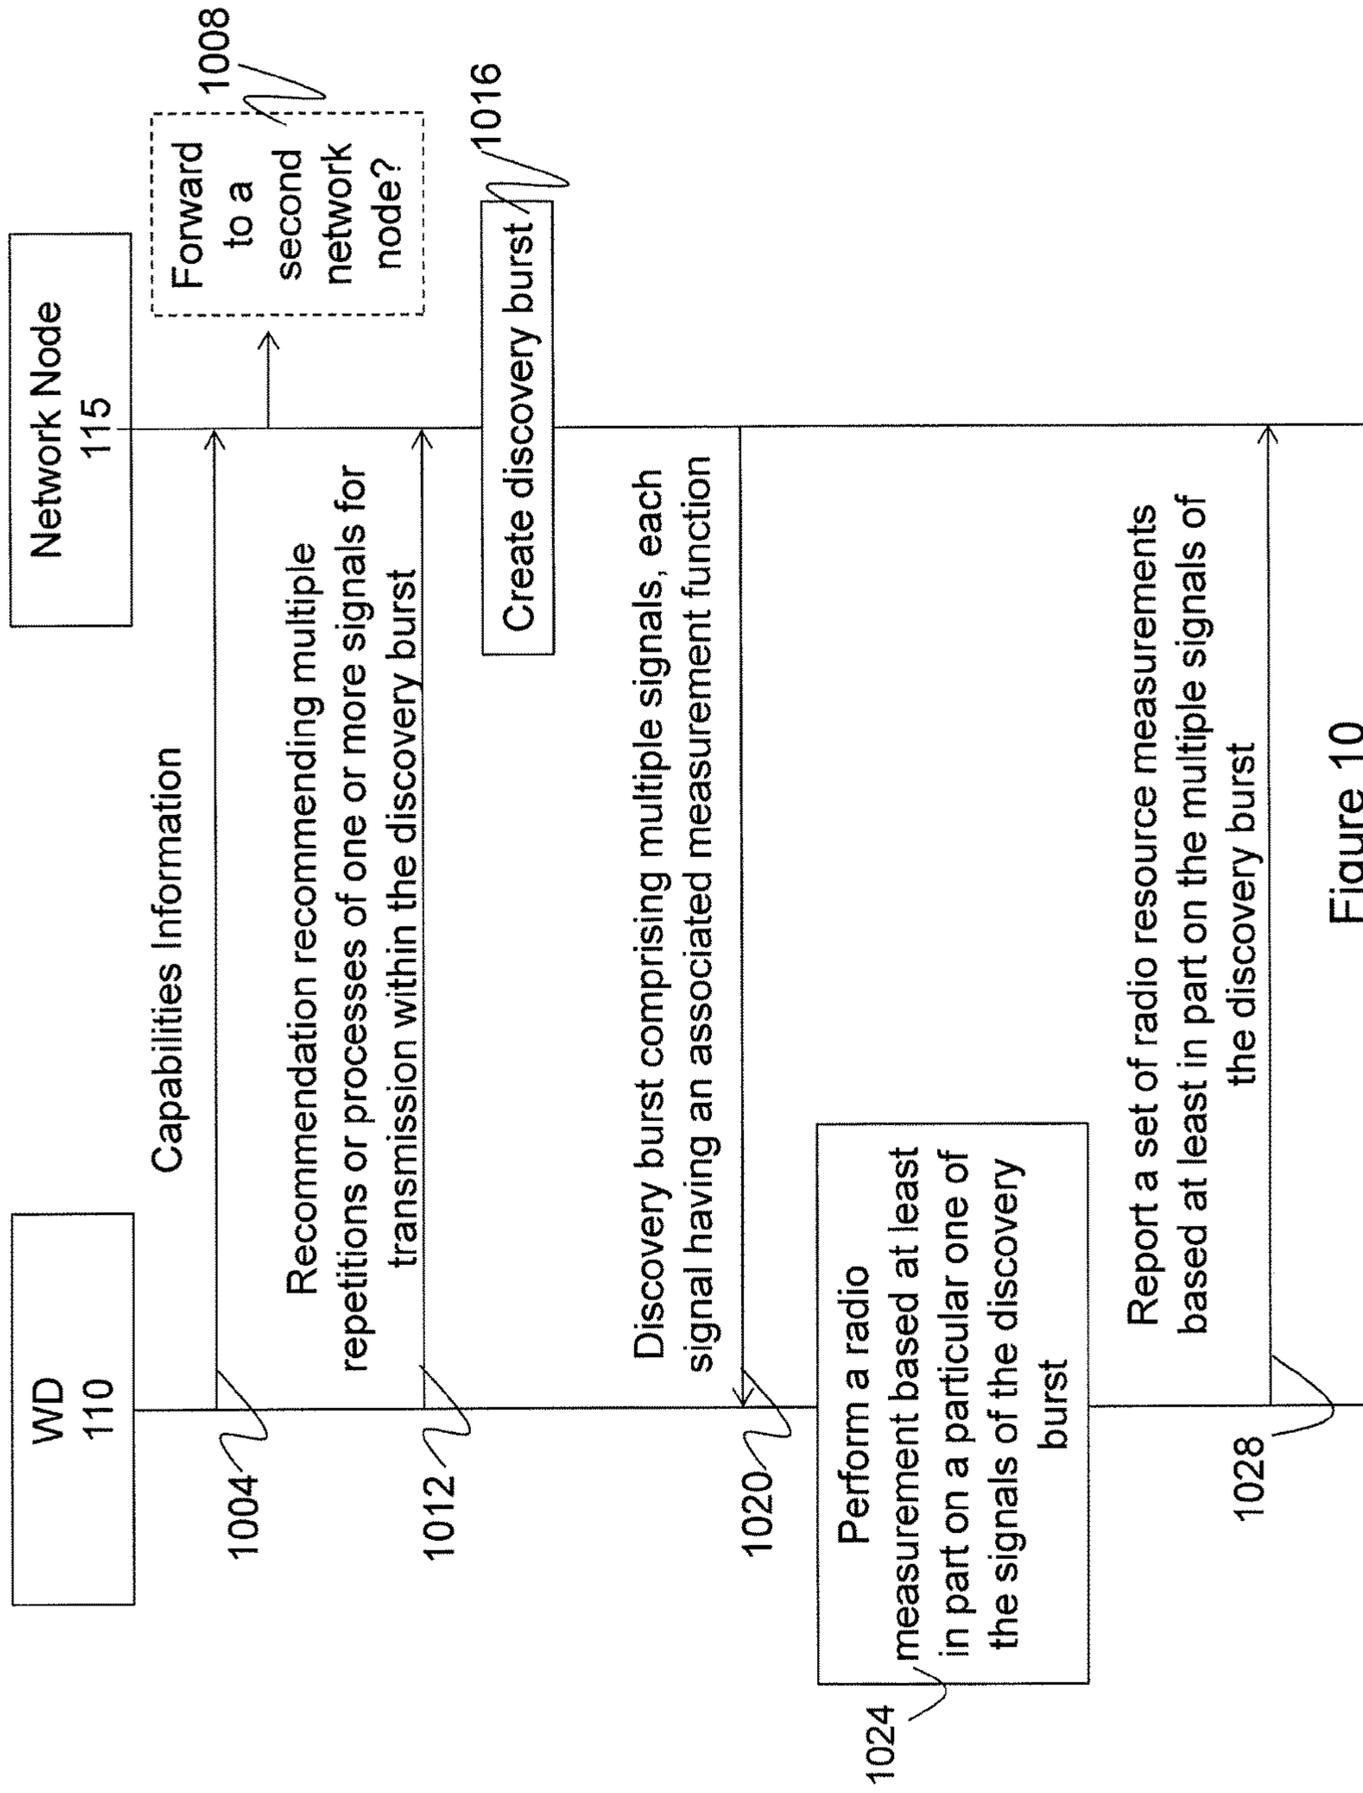 WD
110
Network Node
115
Capabilities Information
1004
Forward
to a
second
network
node?
1008
Recommendation recommending multiple
repetitions or processes of one or more signals for
transmission within the discovery burst
1012
Create discovery burst
1016
Discovery burst comprising multiple signals, each
signal having an associated measurement function
1020
Perform a radio
measurement based at least
in part on a particular one of
the signals of the discovery
burst
1024
Report a set of radio resource measurements
based at least in part on the multiple signals of
the discovery burst
1028
Figure 10